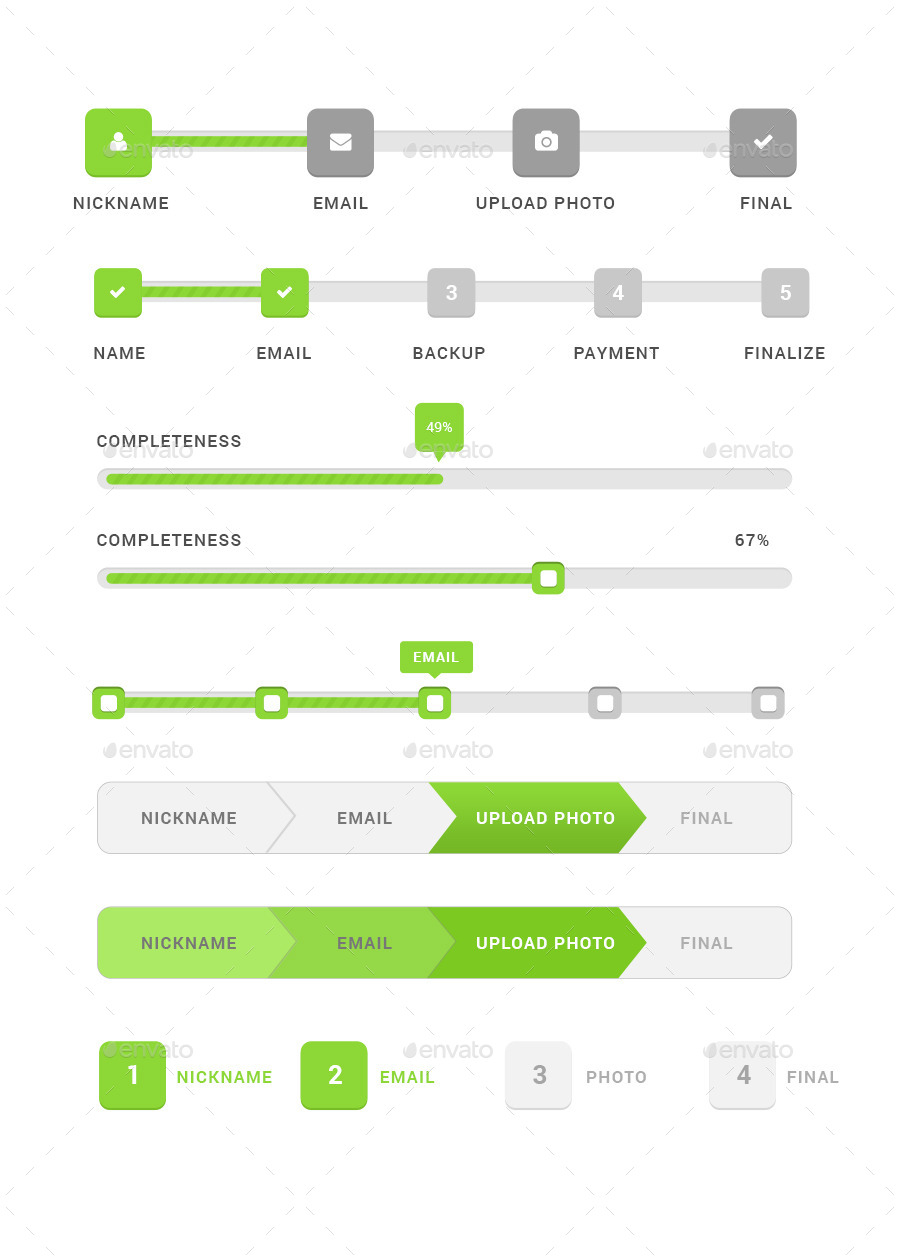 envato envato envato
NICKNAME EMAIL UPLOAD PHOTO FINAL
3 4 5
NAME EMAIL BACKUP PAYMENT FINALIZE
49%
COMPLETENESS
envato envato envato
COMPLETENESS 67%
EMAIL
envato envato envato
NICKNAME EMAIL UPLOAD PHOTO FINAL
NICKNAME EMAIL UPLOAD PHOTO FINAL
envato envato envato
1 NICKNAME 2 EMAIL 3 PHOTO 4 FINAL